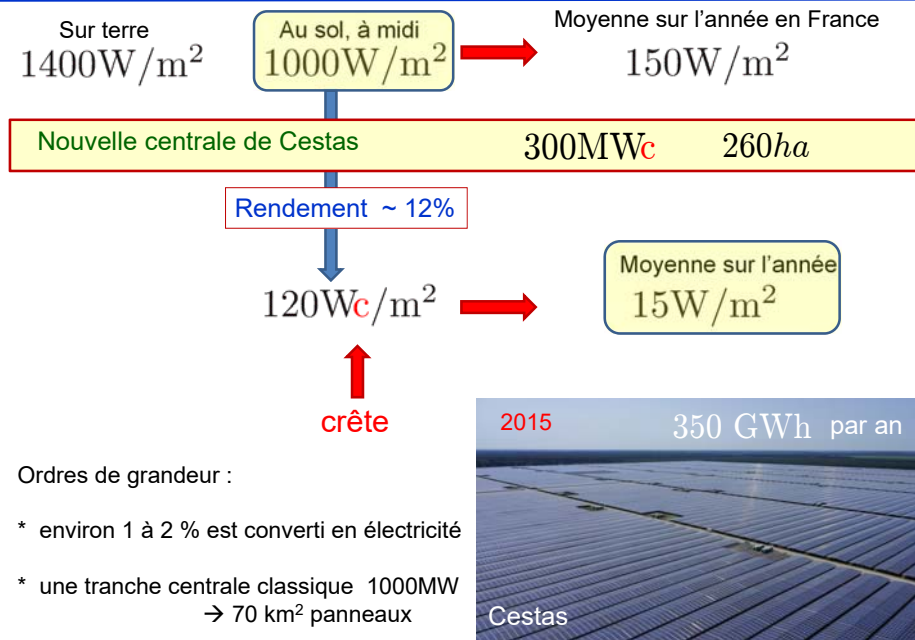 Sur terre
1400W/m²
Au sol, à midi
1000W/m²
Moyenne sur l'année en France
150W/m²
Nouvelle centrale de Cestas 300MWc 260ha
Rendement ~ 12%
120Wc/m²
Moyenne sur l'année
15W/m²
crête
2015 350 GWh par an
Cestas
Ordres de grandeur :
* environ 1 à 2 % est converti en électricité
* une tranche centrale classique 1000MW
→ 70 km² panneaux